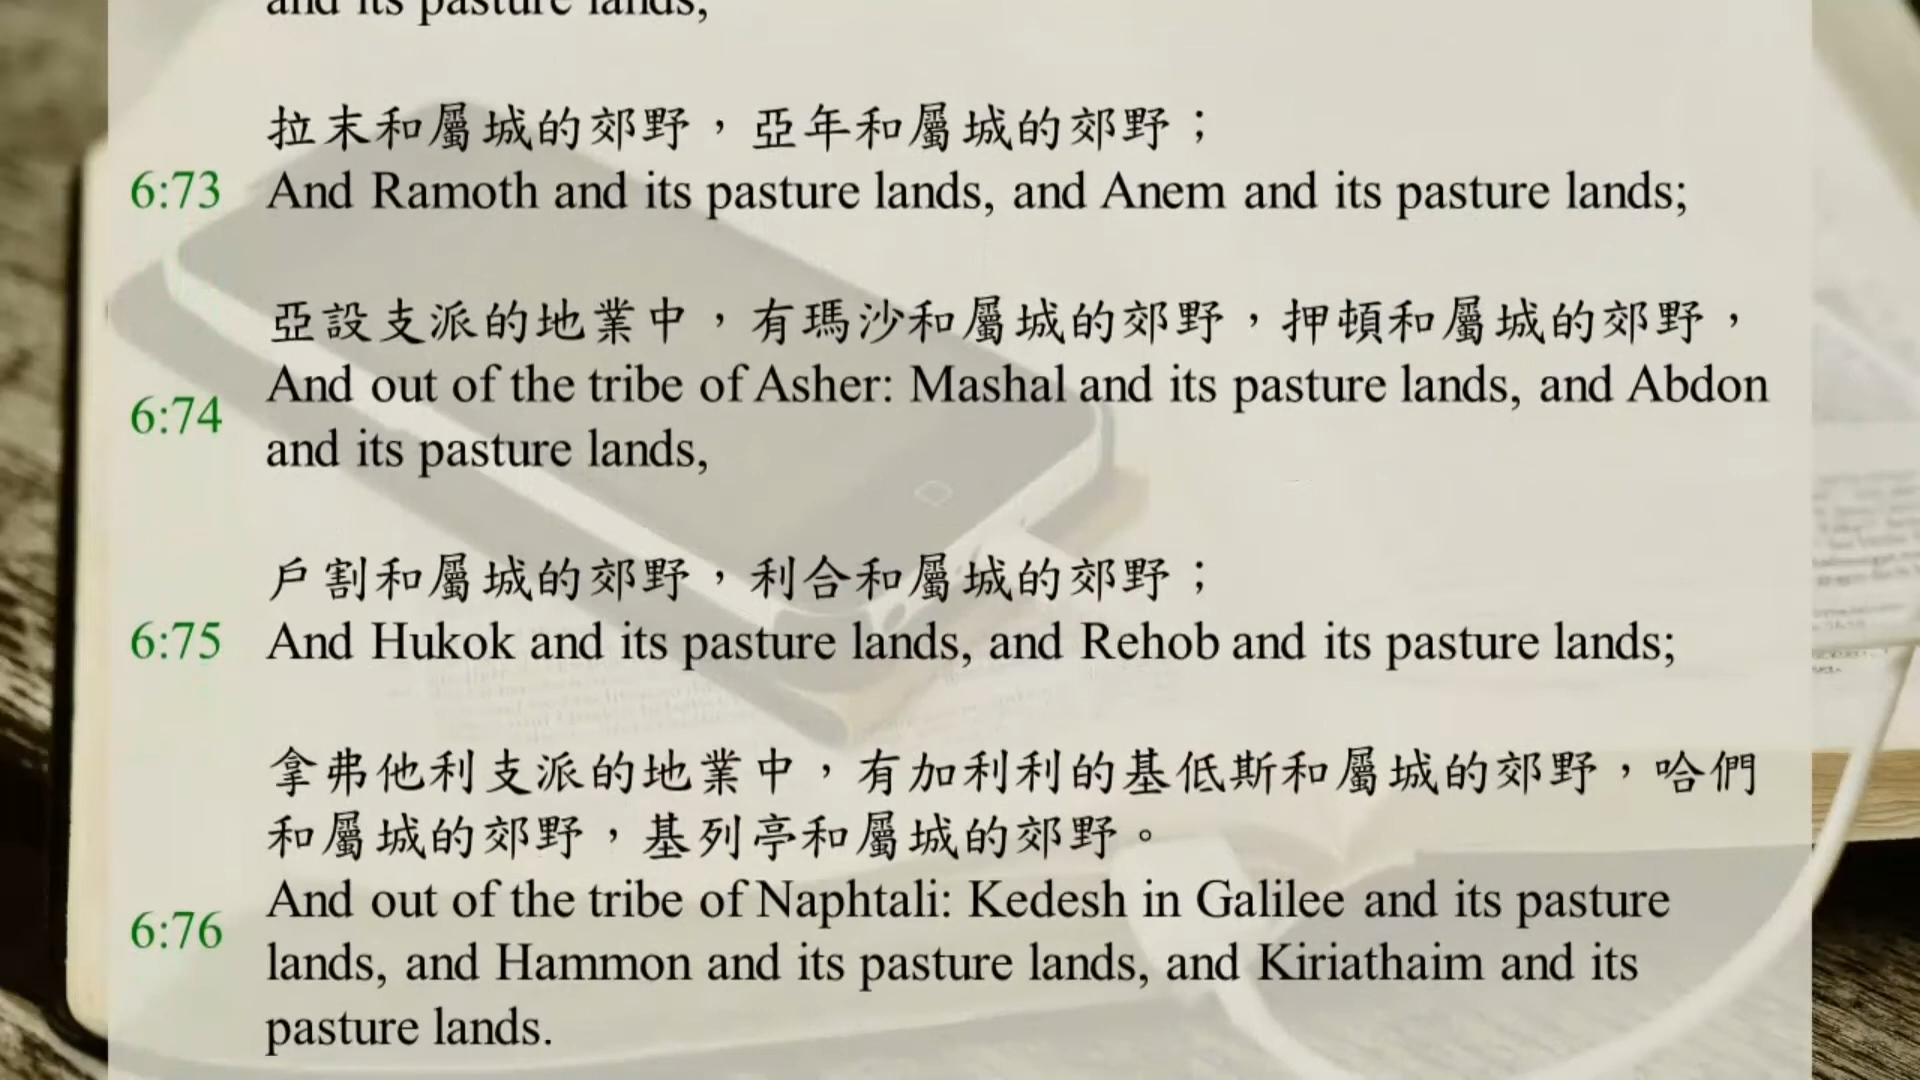 and its pasture lands,
拉末和屬城的郊野，亞年和屬城的郊野；
6:73 And Ramoth and its pasture lands, and Anem and its pasture lands;
亞設支派的地業中，有瑪沙和屬城的郊野，押頓和屬城的郊野，
And out of the tribe of Asher: Mashal and its pasture lands, and Abdon
6:74
and its pasture lands,
戶割和屬城的郊野，利合和屬城的郊野；
6:75 And Hukok and its pasture lands, and Rehob and its pasture lands;
拿弗他利支派的地業中，有加利利的基低斯和屬城的郊野，哈們
和屬城的郊野，基列亭和屬城的郊野。
And out of the tribe of Naphtali: Kedesh in Galilee and its pasture
6:76
lands, and Hammon and its pasture lands, and Kiriathaim and its
pasture lands.